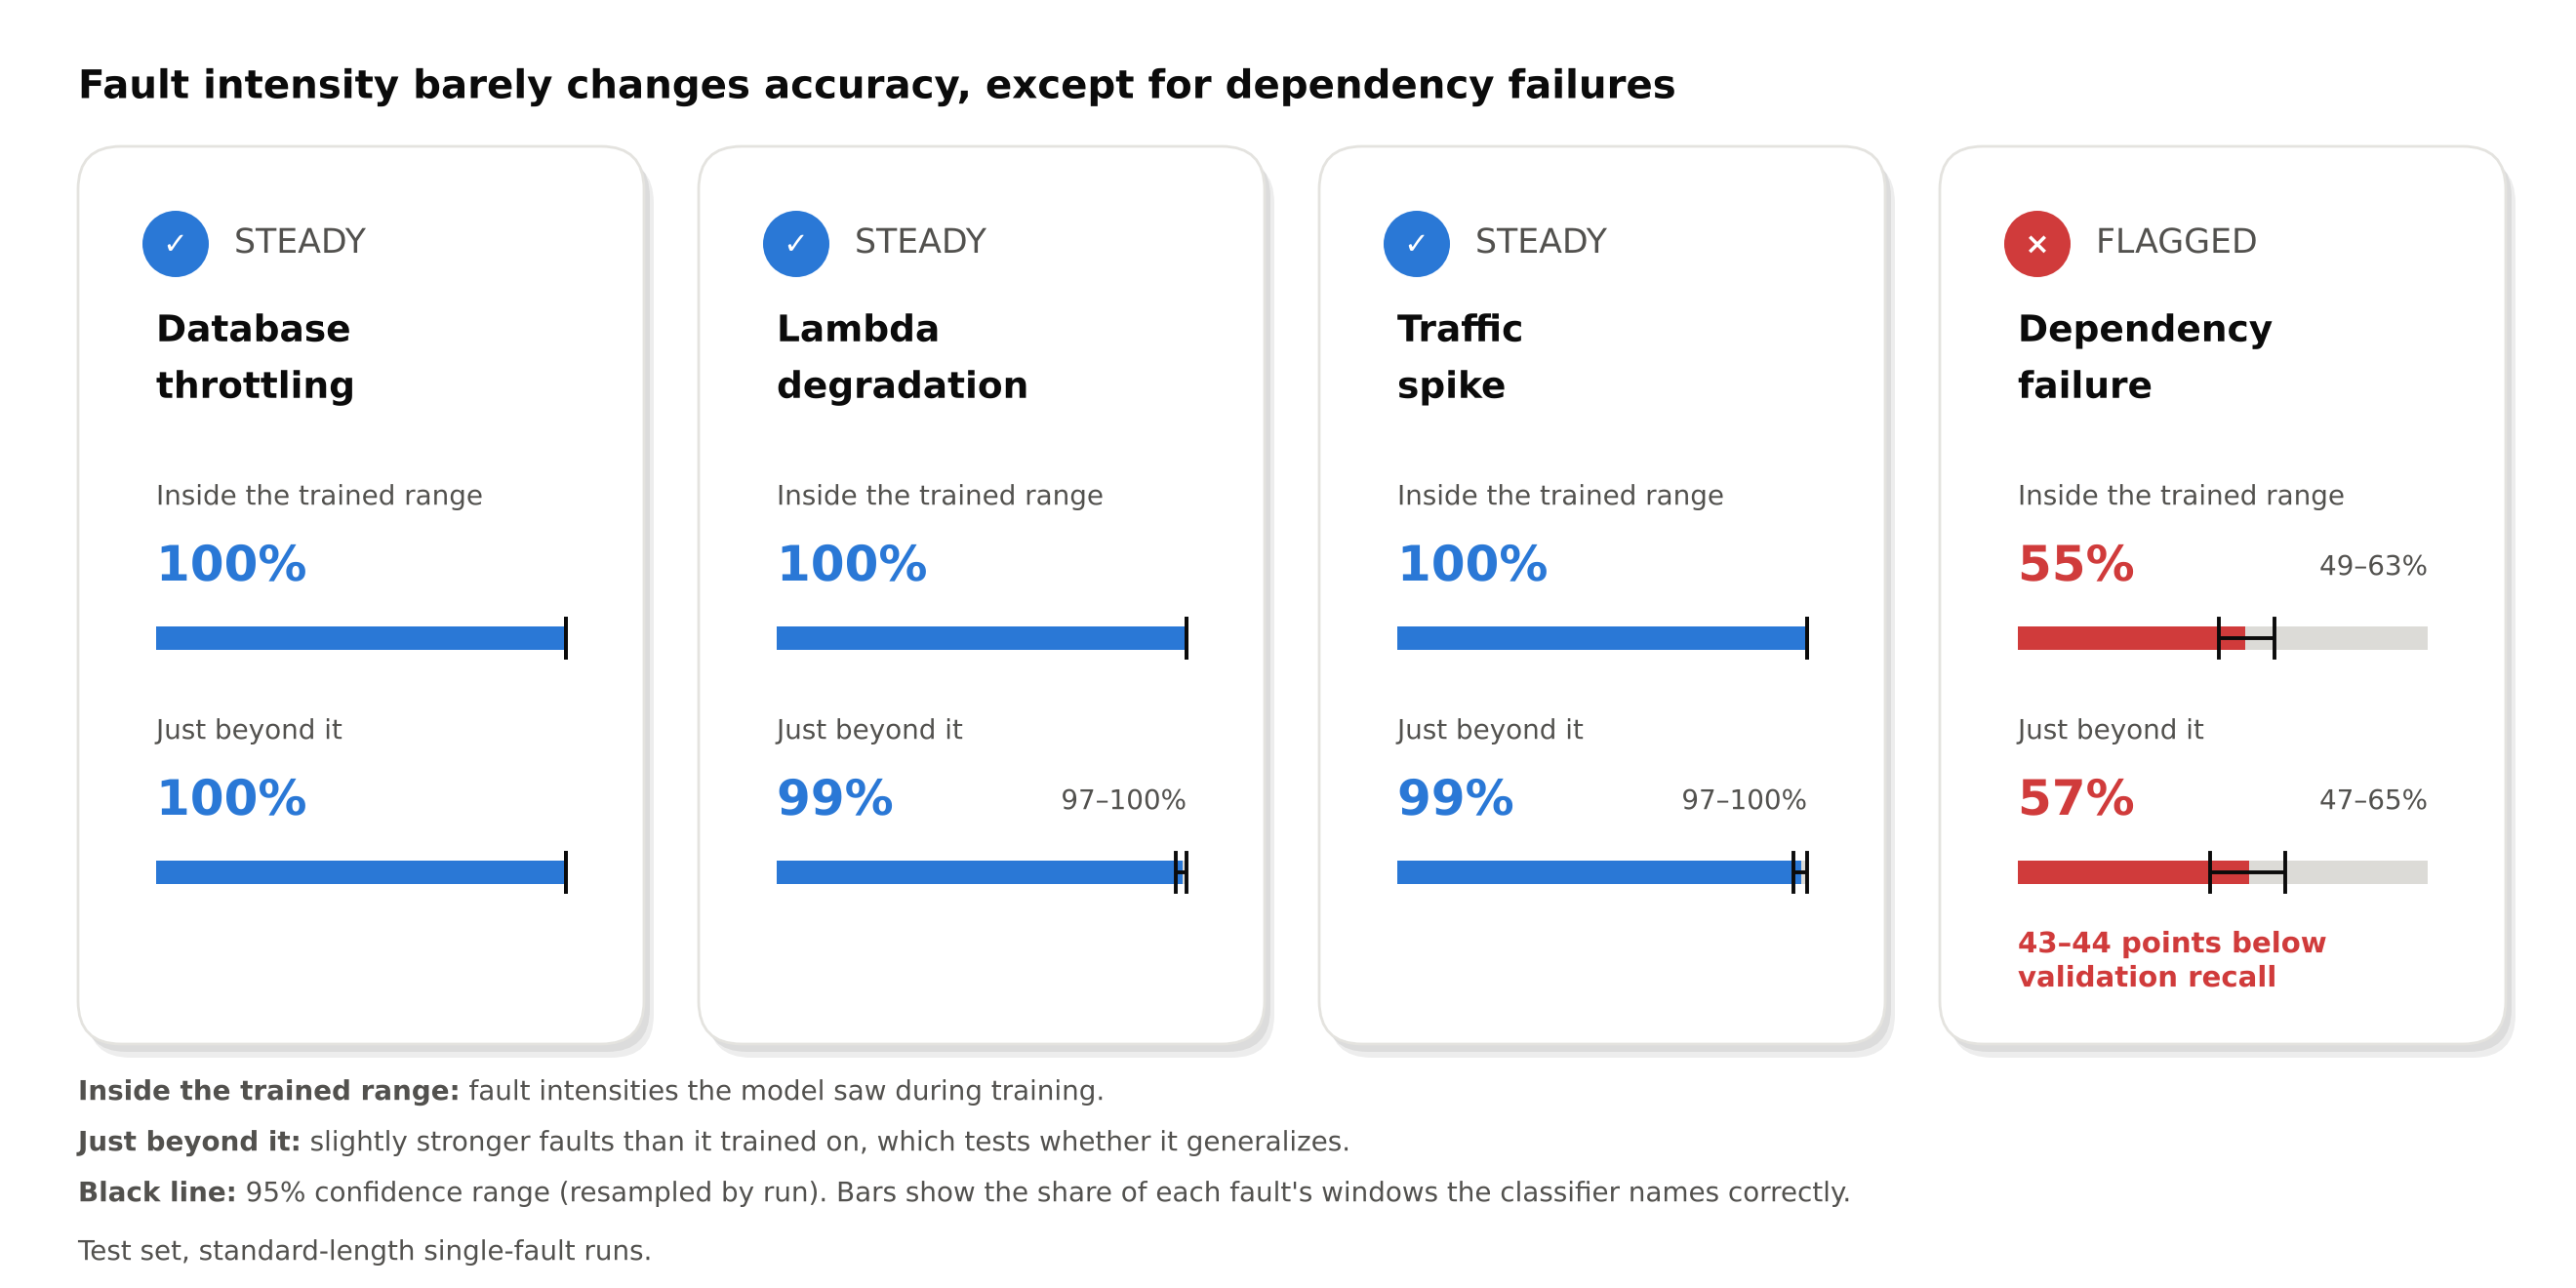 Fault intensity barely changes accuracy, except for dependency failures
✓ STEADY
Database
throttling
Inside the trained range
100%
Just beyond it
100%
✓ STEADY
Lambda
degradation
Inside the trained range
100%
Just beyond it
99% 97–100%
✓ STEADY
Traffic
spike
Inside the trained range
100%
Just beyond it
99% 97–100%
× FLAGGED
Dependency
failure
Inside the trained range
55% 49–63%
Just beyond it
57% 47–65%
43–44 points below
validation recall
Inside the trained range: fault intensities the model saw during training.
Just beyond it: slightly stronger faults than it trained on, which tests whether it generalizes.
Black line: 95% confidence range (resampled by run). Bars show the share of each fault's windows the classifier names correctly.
Test set, standard-length single-fault runs.